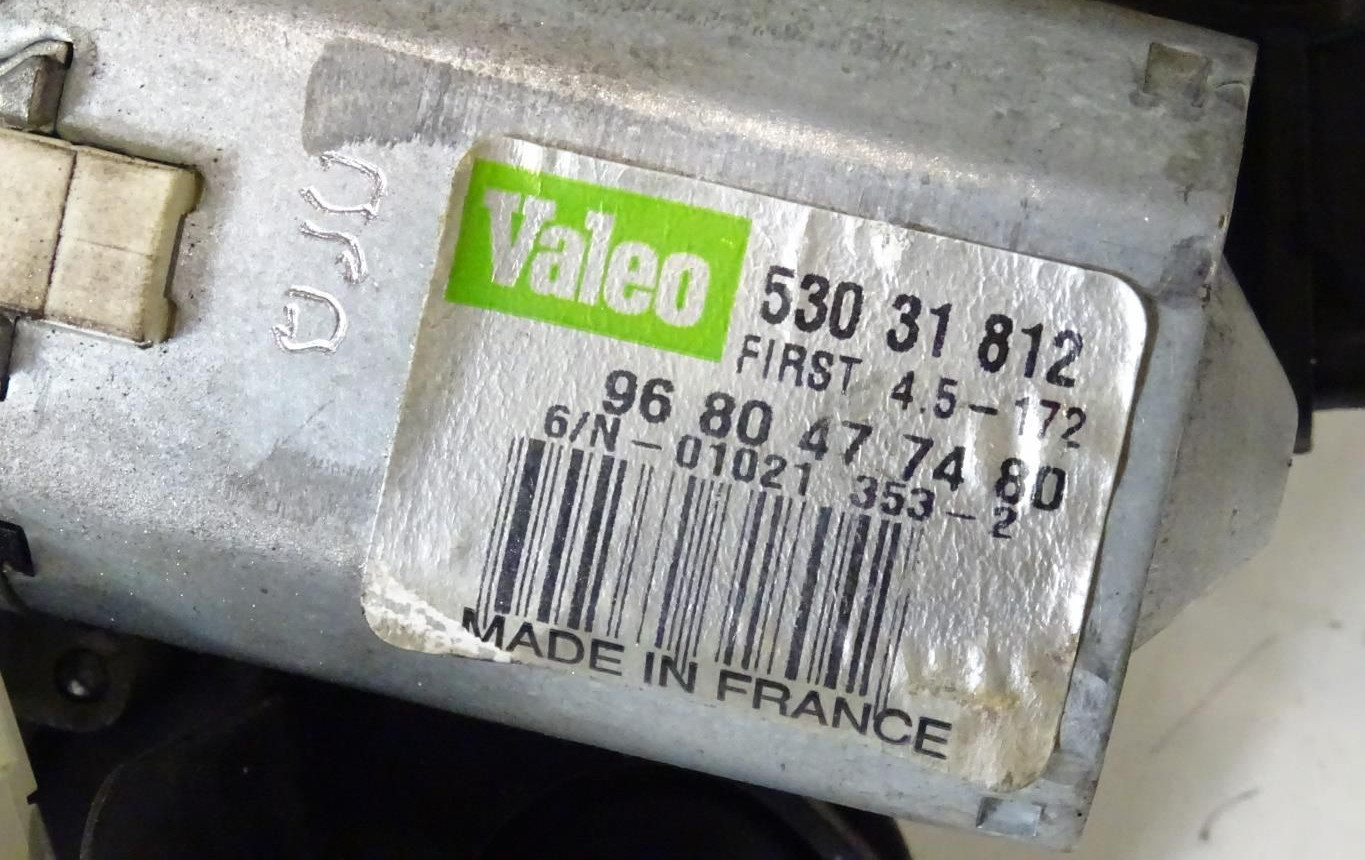 Valeo
530 31 812
FIRST 4.5-172
96 80 47 74 80
6/N-01021 353-2
MADE IN FRANCE